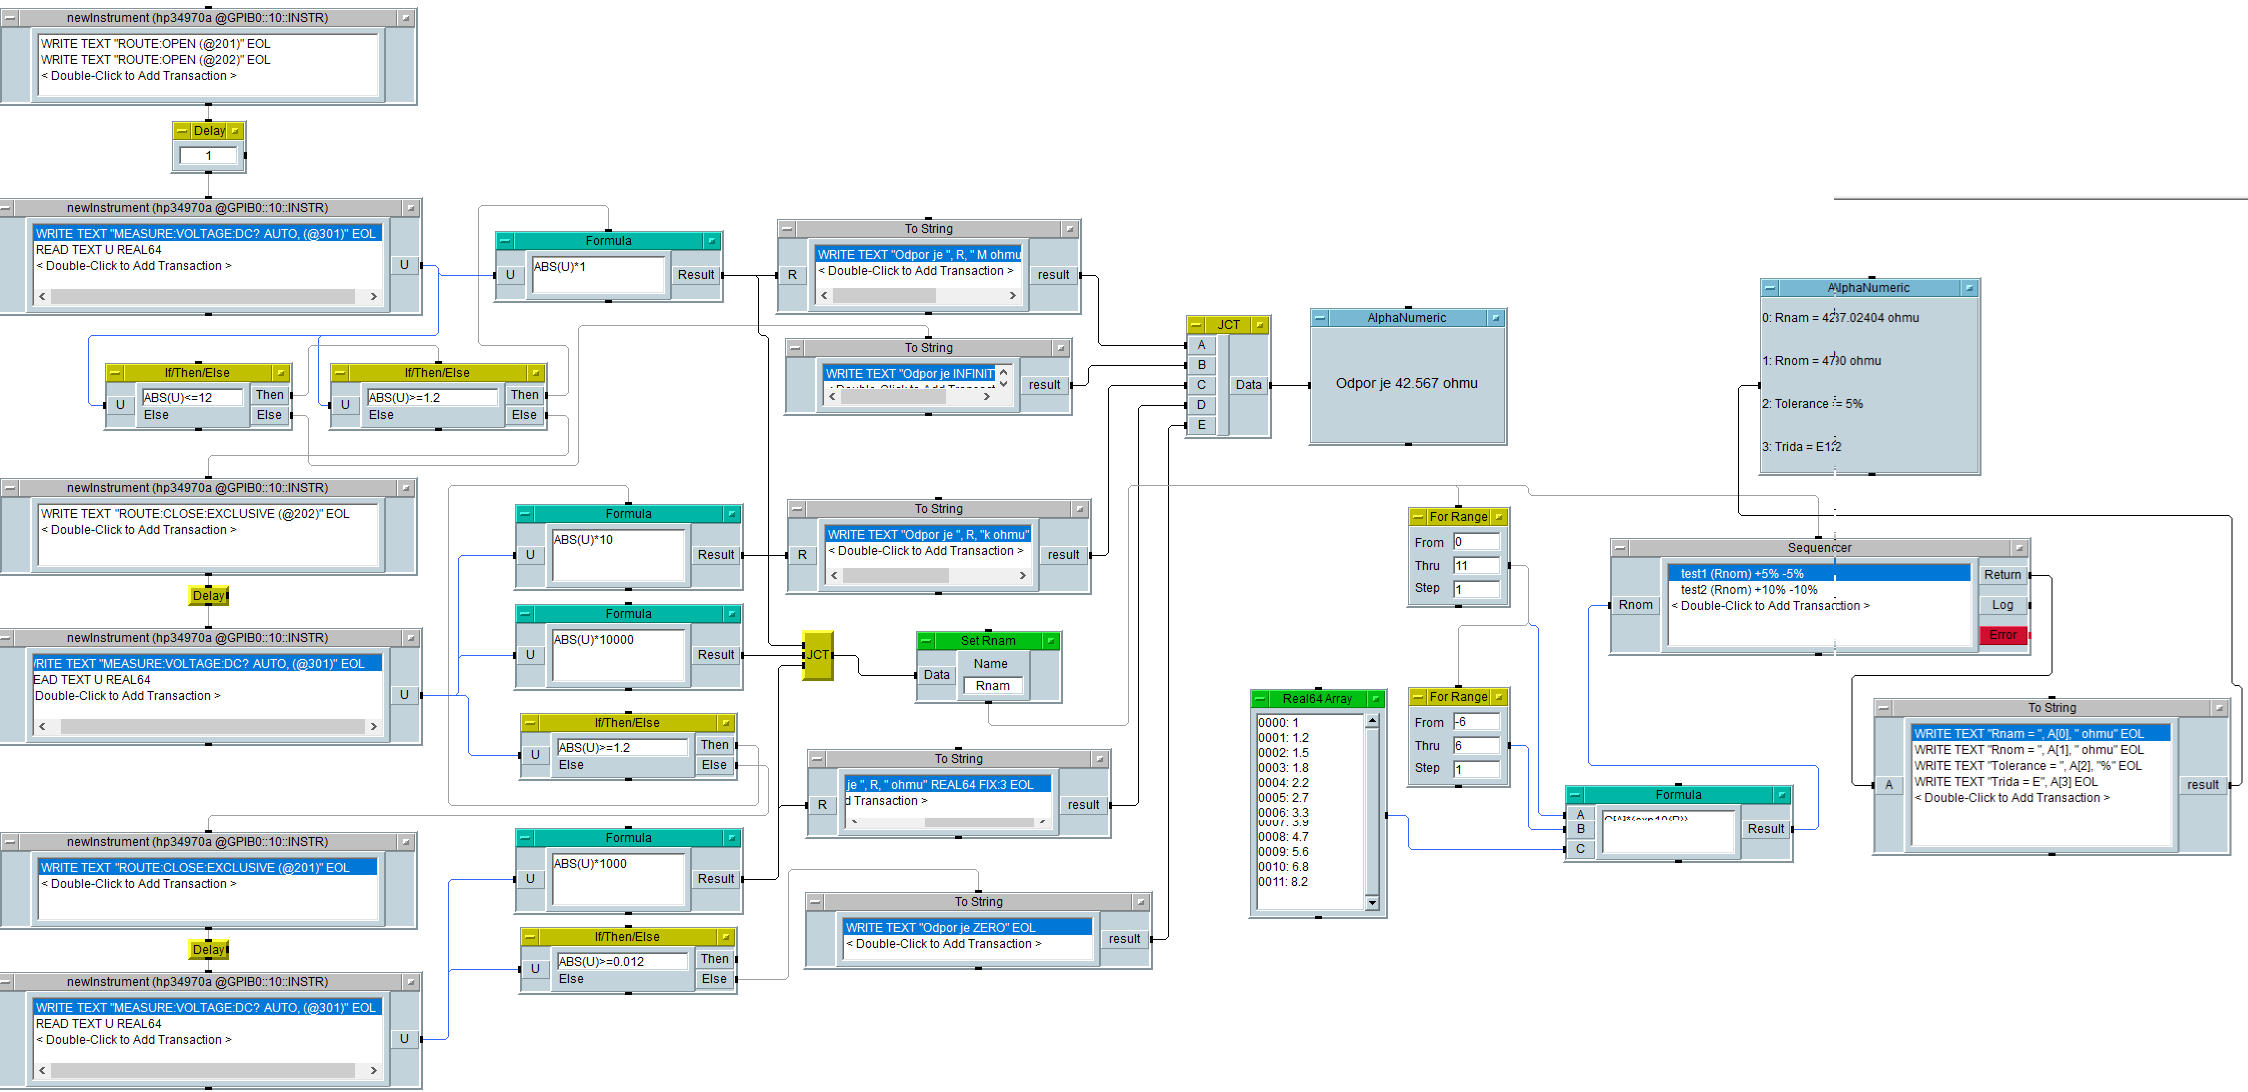 newInstrument (hp34970a @GPIB0::10::INSTR)
WRITE TEXT "ROUTE:OPEN (@201)" EOL
WRITE TEXT "ROUTE:OPEN (@202)" EOL
< Double-Click to Add Transaction >
Delay
1
newInstrument (hp34970a @GPIB0::10::INSTR)
WRITE TEXT "MEASURE:VOLTAGE:DC? AUTO, (@301)" EOL
READ TEXT U REAL64
< Double-Click to Add Transaction >
U
If/Then/Else
U
ABS(U)<=12
Then
Else
Else
If/Then/Else
U
ABS(U)>=1.2
Then
Else
Else
newInstrument (hp34970a @GPIB0::10::INSTR)
WRITE TEXT "ROUTE:CLOSE:EXCLUSIVE (@202)" EOL
< Double-Click to Add Transaction >
Delay
newInstrument (hp34970a @GPIB0::10::INSTR)
/RITE TEXT "MEASURE:VOLTAGE:DC? AUTO, (@301)" EOL
EAD TEXT U REAL64
Double-Click to Add Transaction >
U
newInstrument (hp34970a @GPIB0::10::INSTR)
WRITE TEXT "ROUTE:CLOSE:EXCLUSIVE (@201)" EOL
< Double-Click to Add Transaction >
Delay
newInstrument (hp34970a @GPIB0::10::INSTR)
WRITE TEXT "MEASURE:VOLTAGE:DC? AUTO, (@301)" EOL
READ TEXT U REAL64
< Double-Click to Add Transaction >
U
Formula
U
ABS(U)*1
Result
Formula
U
ABS(U)*10
Result
Formula
U
ABS(U)*10000
Result
If/Then/Else
U
ABS(U)>=1.2
Then
Else
Else
Formula
U
ABS(U)*1000
Result
If/Then/Else
U
ABS(U)>=0.012
Then
Else
Else
To String
R
WRITE TEXT "Odpor je ", R, " M ohmu
< Double-Click to Add Transaction >
result
To String
WRITE TEXT "Odpor je INFINIT
result
To String
R
WRITE TEXT "Odpor je ", R, "k ohmu"
< Double-Click to Add Transaction >
result
JCT
Set Rnam
Data
Name
Rnam
To String
R
je ", R, " ohmu" REAL64 FIX:3 EOL
d Transaction >
result
To String
WRITE TEXT "Odpor je ZERO" EOL
< Double-Click to Add Transaction >
result
JCT
A
B
C
D
E
Data
AlphaNumeric
Odpor je 42.567 ohmu
For Range
From 0
Thru 11
Step 1
For Range
From -6
Thru 6
Step 1
Real64 Array
0000: 1
0001: 1.2
0002: 1.5
0003: 1.8
0004: 2.2
0005: 2.7
0006: 3.3
0007: 3.9
0008: 4.7
0009: 5.6
0010: 6.8
0011: 8.2
Formula
A
B
C
Result
AlphaNumeric
0: Rnam = 4237.02404 ohmu
1: Rnom = 4700 ohmu
2: Tolerance = 5%
3: Trida = E12
Sequencer
Rnom
test1 (Rnom) +5% -5%
test2 (Rnom) +10% -10%
< Double-Click to Add Transaction >
Return
Log
Error
To String
A
WRITE TEXT "Rnam = ", A[0], " ohmu" EOL
WRITE TEXT "Rnom = ", A[1], " ohmu" EOL
WRITE TEXT "Tolerance = ", A[2], "%" EOL
WRITE TEXT "Trida = E", A[3] EOL
< Double-Click to Add Transaction >
result